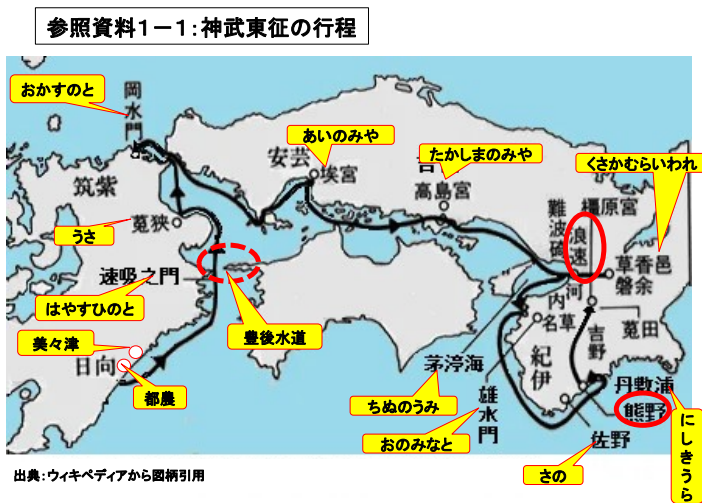 参照資料1-1:神武東征の行程
おかすのと
岡水門
筑紫
うさ
菟狭
速吸之門
はやすひのと
美々津
日向
都農
豊後水道
安芸
あいのみや
埃宮
たかしまのみや
高島宮
くさかむらいわれ
橿原宮
難波碕
浪速
草香邑
磐余
河内
名草
紀伊
吉野
菟田
茅渟海
ちぬのうみ
雄水門
おのみなと
丹敷浦
熊野
にしきうら
佐野
さの
出典:ウィキペディアから図柄引用